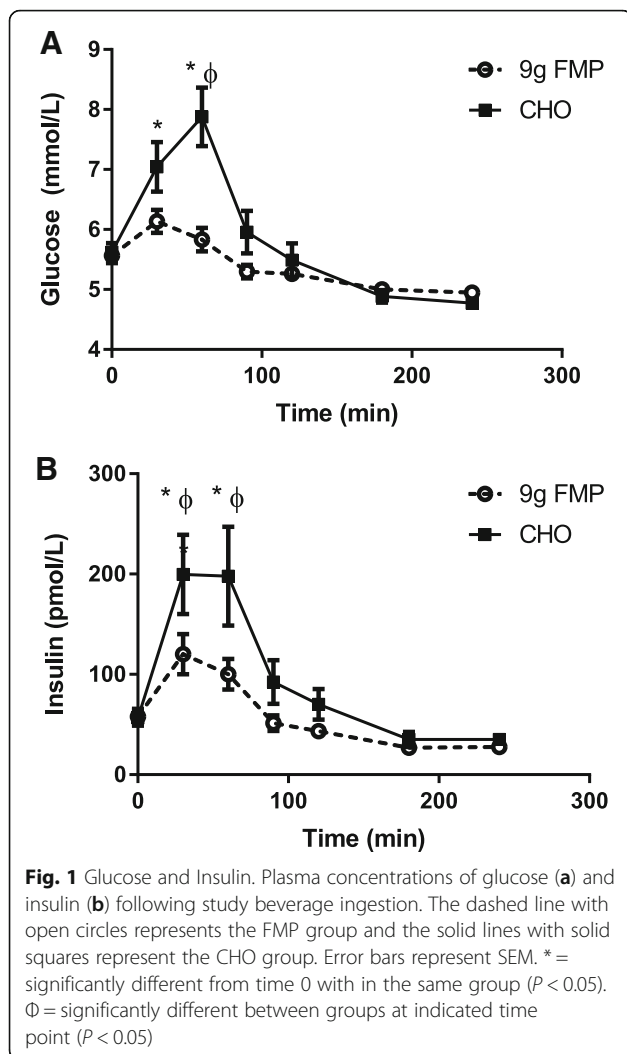 A
9
8
7
6
5
4
Glucose (mmol/L)
* ϕ
*
9g FMP
CHO
0
100
200
300
Time (min)
B
300
200
100
0
Insulin (pmol/L)
* ϕ
* ϕ
*
9g FMP
CHO
0
100
200
300
Time (min)
Fig. 1 Glucose and Insulin. Plasma concentrations of glucose (a) and
insulin (b) following study beverage ingestion. The dashed line with
open circles represents the FMP group and the solid lines with solid
squares represent the CHO group. Error bars represent SEM. * =
significantly different from time 0 with in the same group (P < 0.05).
Φ = significantly different between groups at indicated time
point (P < 0.05)